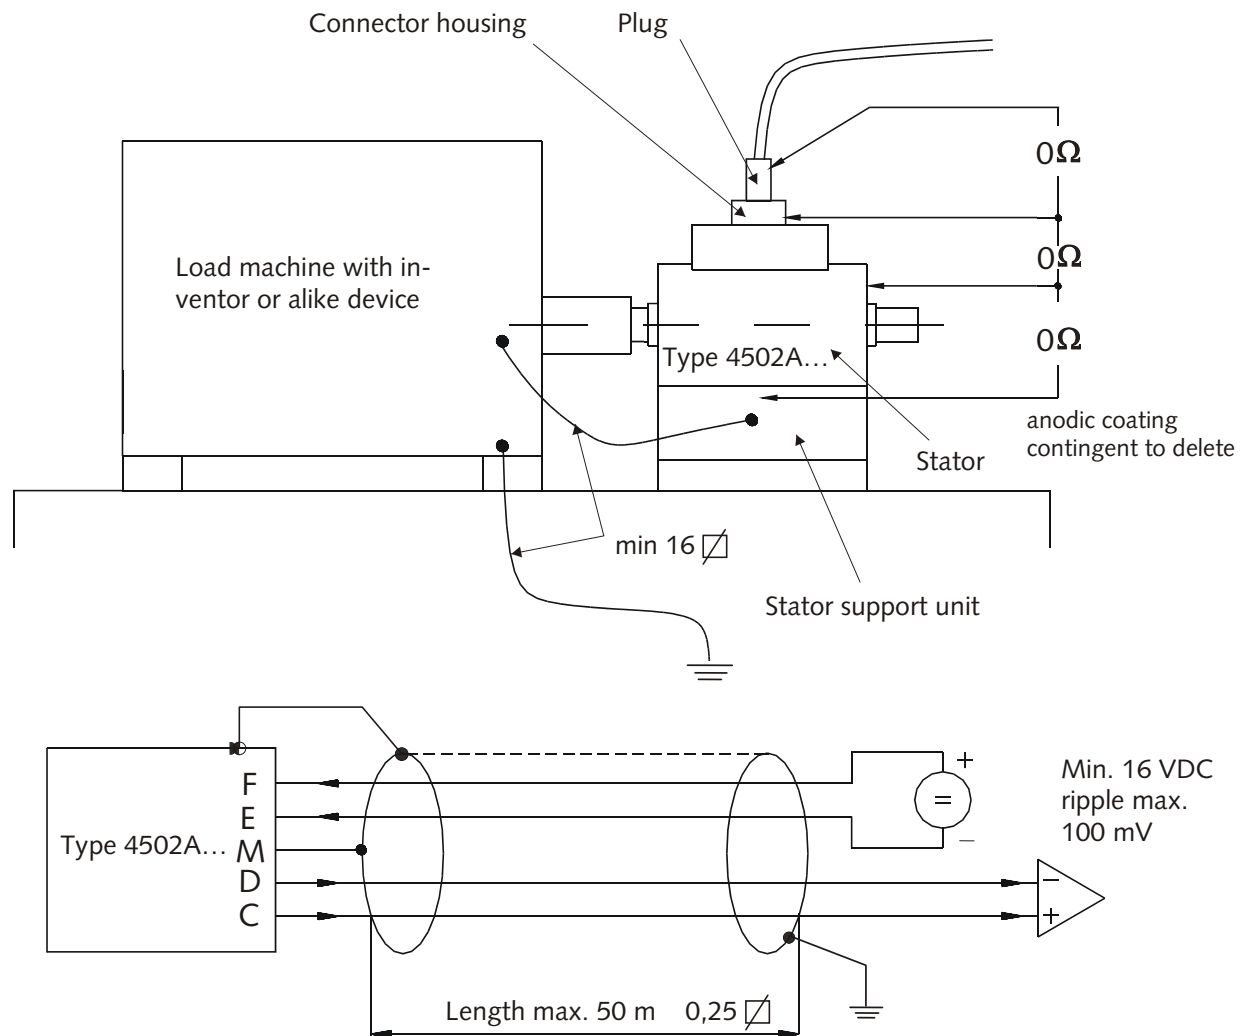 Connector housing
Plug
0Ω
0Ω
0Ω
Load machine with in-
ventor or alike device
Type 4502A...
anodic coating
contingent to delete
Stator
min 16
Stator support unit
F
E
Type 4502A... M
D
C
+
=
−
Min. 16 VDC
ripple max.
100 mV
−
+
Length max. 50 m 0,25